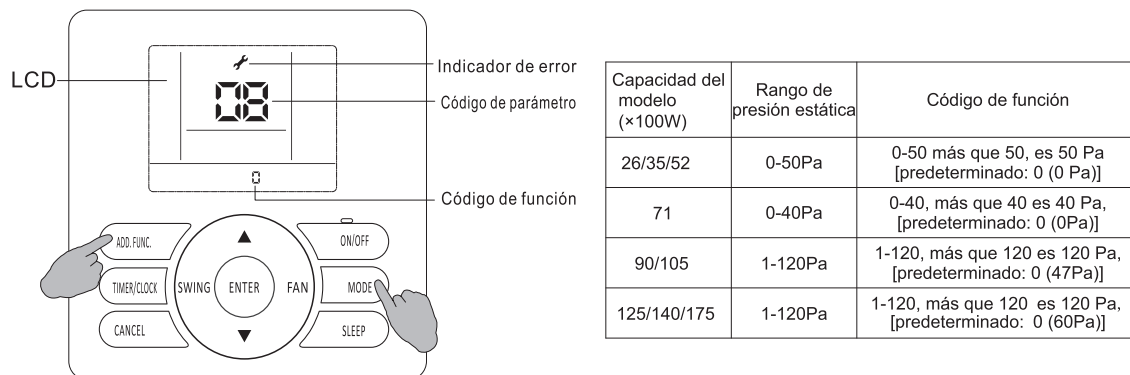 LCD
Indicador de error
08
Código de parámetro
0
Código de función
ADD. FUNC.
ON/OFF
TIMER/CLOCK
SWING
ENTER
FAN
MODE
CANCEL
SLEEP
Capacidad del
modelo
(×100W)
Rango de
presión estática
Código de función
26/35/52
0-50Pa
0-50 más que 50, es 50 Pa
[predeterminado: 0 (0 Pa)]
71
0-40Pa
0-40, más que 40 es 40 Pa,
[predeterminado: 0 (0Pa)]
90/105
1-120Pa
1-120, más que 120 es 120 Pa,
[predeterminado: 0 (47Pa)]
125/140/175
1-120Pa
1-120, más que 120 es 120 Pa,
[predeterminado: 0 (60Pa)]